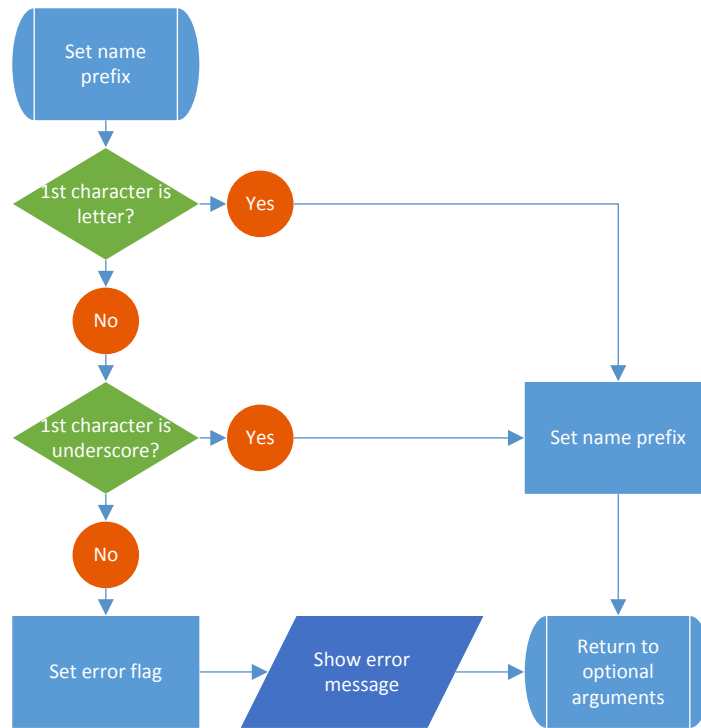 Set name
prefix
1st character is
letter?
Yes
No
1st character is
underscore?
Yes
Set name prefix
No
Set error flag
Show error
message
Return to
optional
arguments